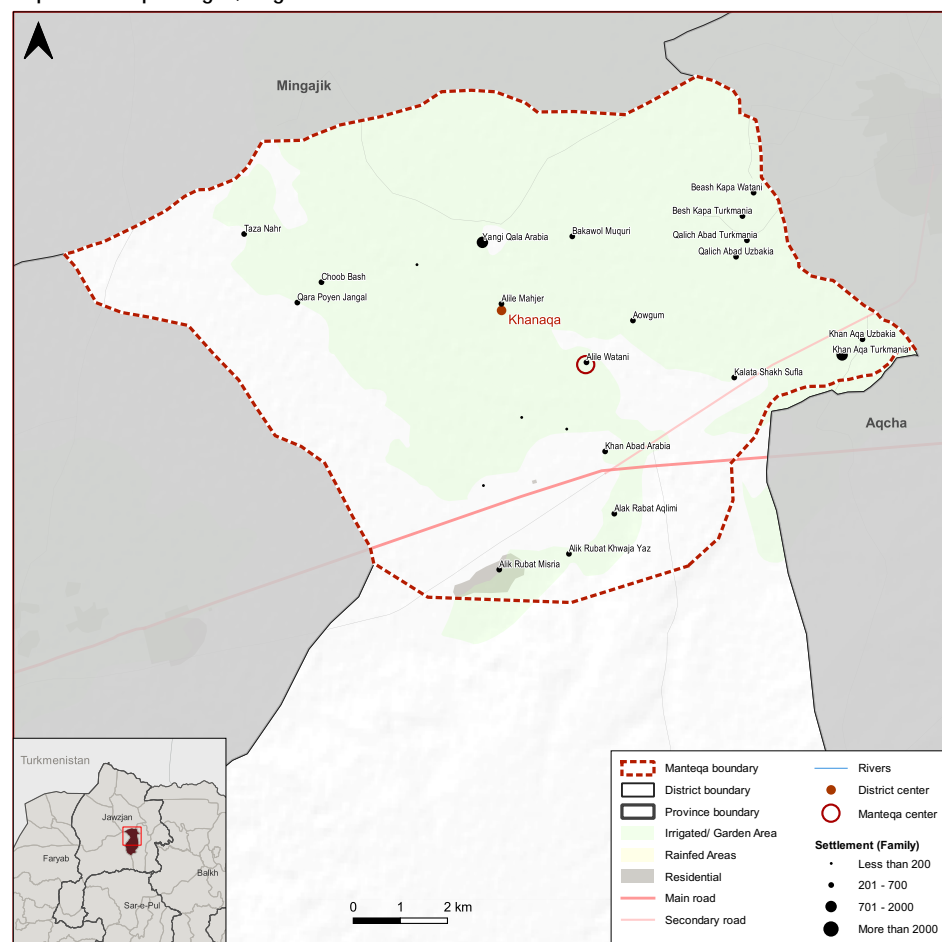 Mingajik
Beash Kapa Watani
Besh Kapa Turkmania
Taza Nahr
Yangi Qala Arabia
Bakawol Muquri
Qalich Abad Turkmania
Qalich Abad Uzbakia
Choob Bash
Qara Poyen Jangal
Alile Mahjer
Khanaqa
Aowgum
Khan Aqa Uzbakia
Khan Aqa Turkmania
Alile Watani
Kalata Shakh Sufla
Aqcha
Khan Abad Arabia
Alak Rabat Aqlimi
Alik Rubat Khwaja Yaz
Alik Rubat Misria
Turkmenistan
Jawzjan
Faryab
Balkh
Sar-e-Pul
0 1 2 km
Manteqa boundary
District boundary
Province boundary
Irrigated/ Garden Area
Rainfed Areas
Residential
Main road
Secondary road
Rivers
District center
Manteqa center
Settlement (Family)
Less than 200
201 - 700
701 - 2000
More than 2000